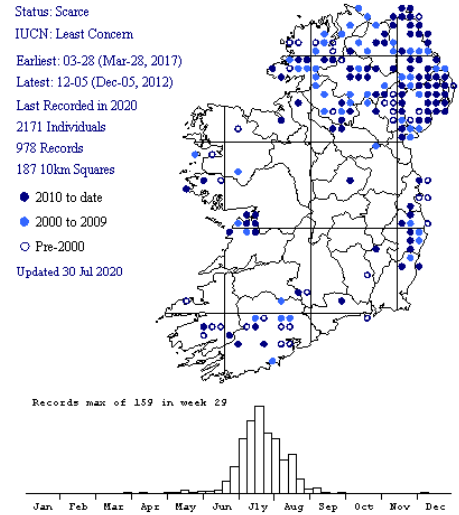 Status: Scarce
IUCN: Least Concern
Earliest: 03-28 (Mar-28, 2017)
Latest: 12-05 (Dec-05, 2012)
Last Recorded in 2020
2171 Individuals
978 Records
187 10km Squares
2010 to date
2000 to 2009
Pre-2000
Updated 30 Jul 2020
Records max of 159 in week 29
Jan Feb Mar Apr May Jun Jly Aug Sep Oct Nov Dec